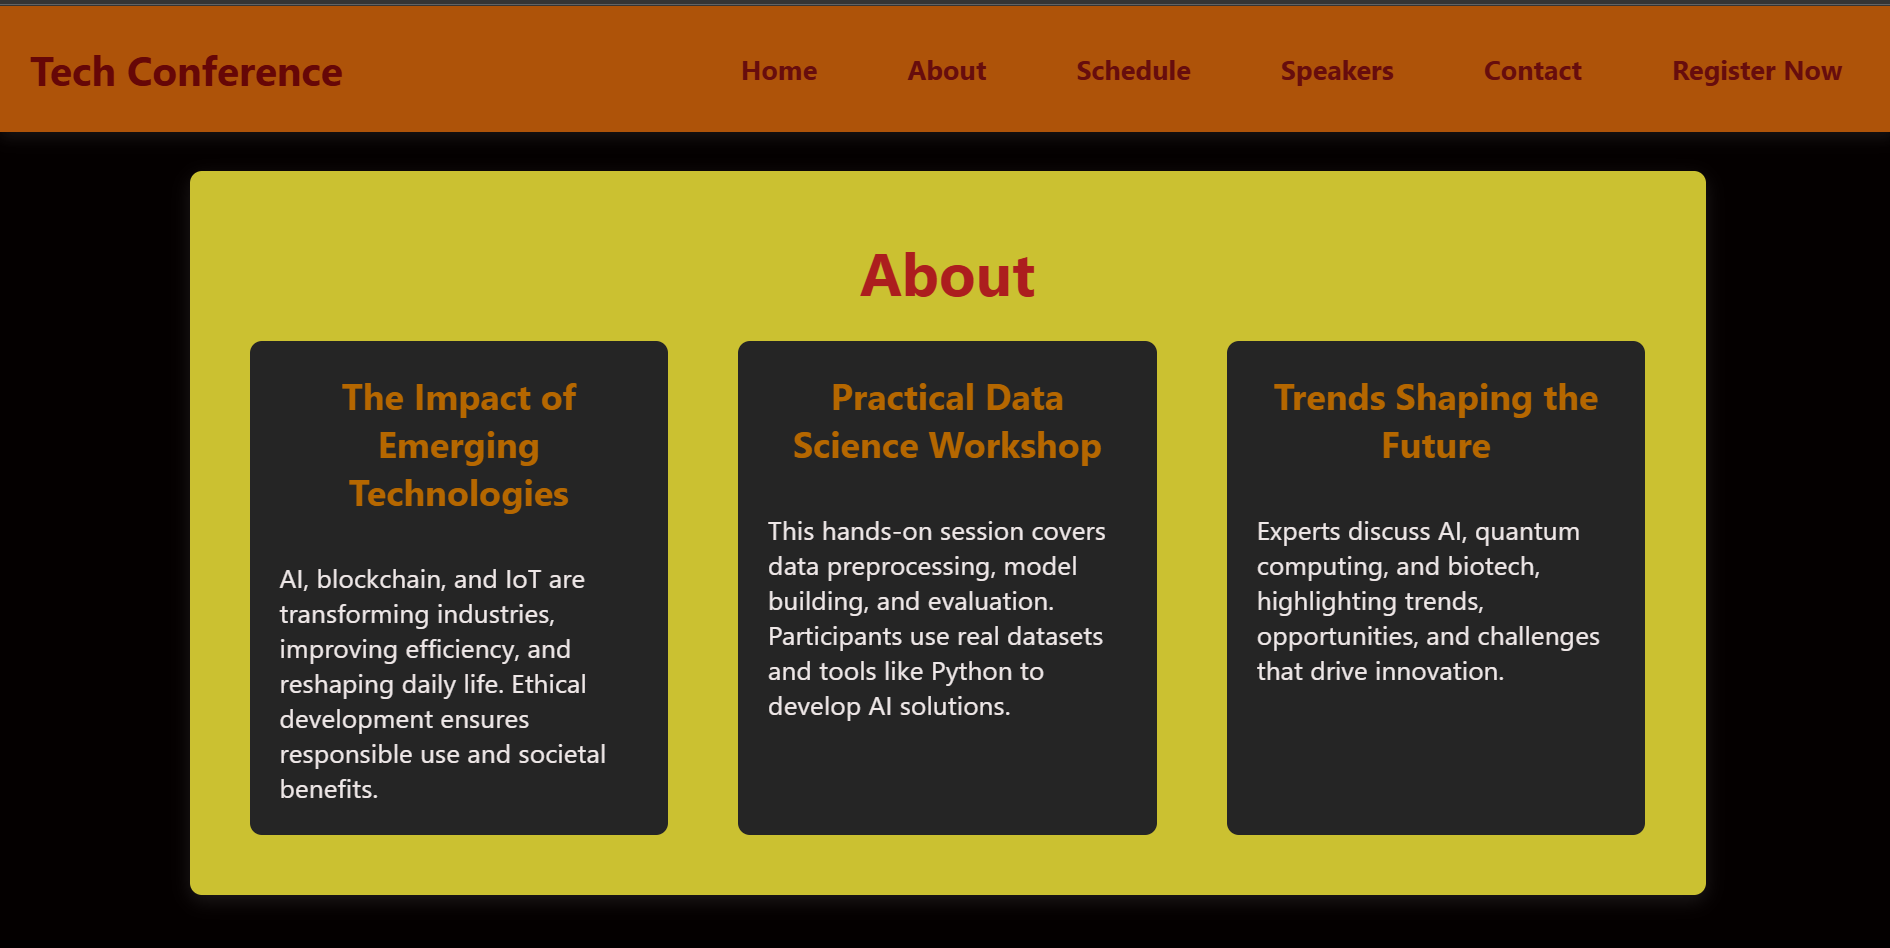 Tech Conference
Home About Schedule Speakers Contact Register Now
About
The Impact of
Emerging
Technologies
AI, blockchain, and IoT are
transforming industries,
improving efficiency, and
reshaping daily life. Ethical
development ensures
responsible use and societal
benefits.
Practical Data
Science Workshop
This hands-on session covers
data preprocessing, model
building, and evaluation.
Participants use real datasets
and tools like Python to
develop AI solutions.
Trends Shaping the
Future
Experts discuss AI, quantum
computing, and biotech,
highlighting trends,
opportunities, and challenges
that drive innovation.